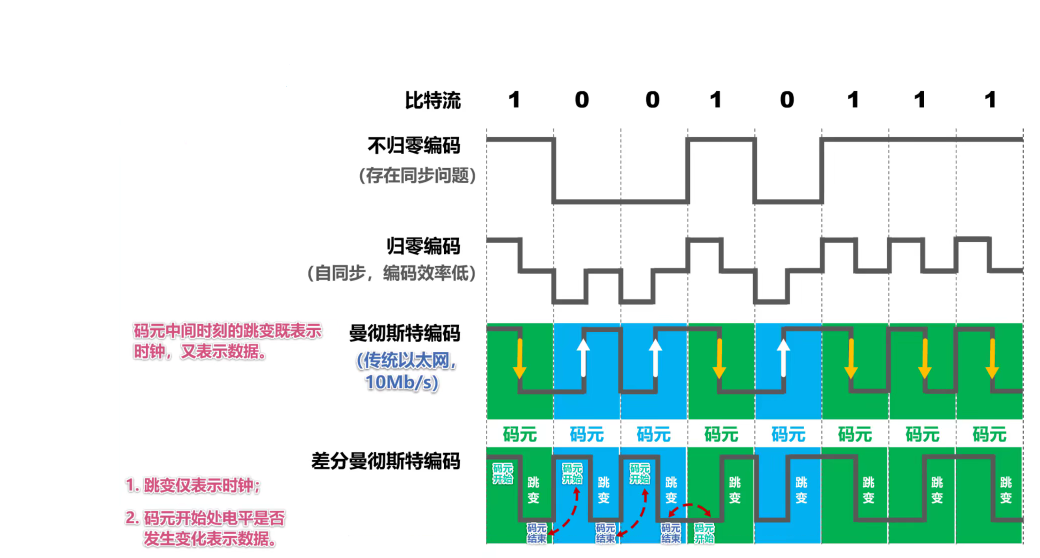 比特流 1 0 0 1 0 1 1 1
不归零编码
(存在同步问题)
归零编码
(自同步，编码效率低)
码元中间时刻的跳变既表示
时钟，又表示数据。
曼彻斯特编码
(传统以太网，
10Mb/s)
码元 码元 码元 码元 码元 码元 码元 码元
差分曼彻斯特编码
1. 跳变仅表示时钟；
2. 码元开始处电平是否
发生变化表示数据。
码元 码元 码元
开始 开始 开始
跳 跳 跳 跳 跳 跳 跳 跳
变 变 变 变 变 变 变 变
码元 码元 码元 码元
结束 结束 结束 开始